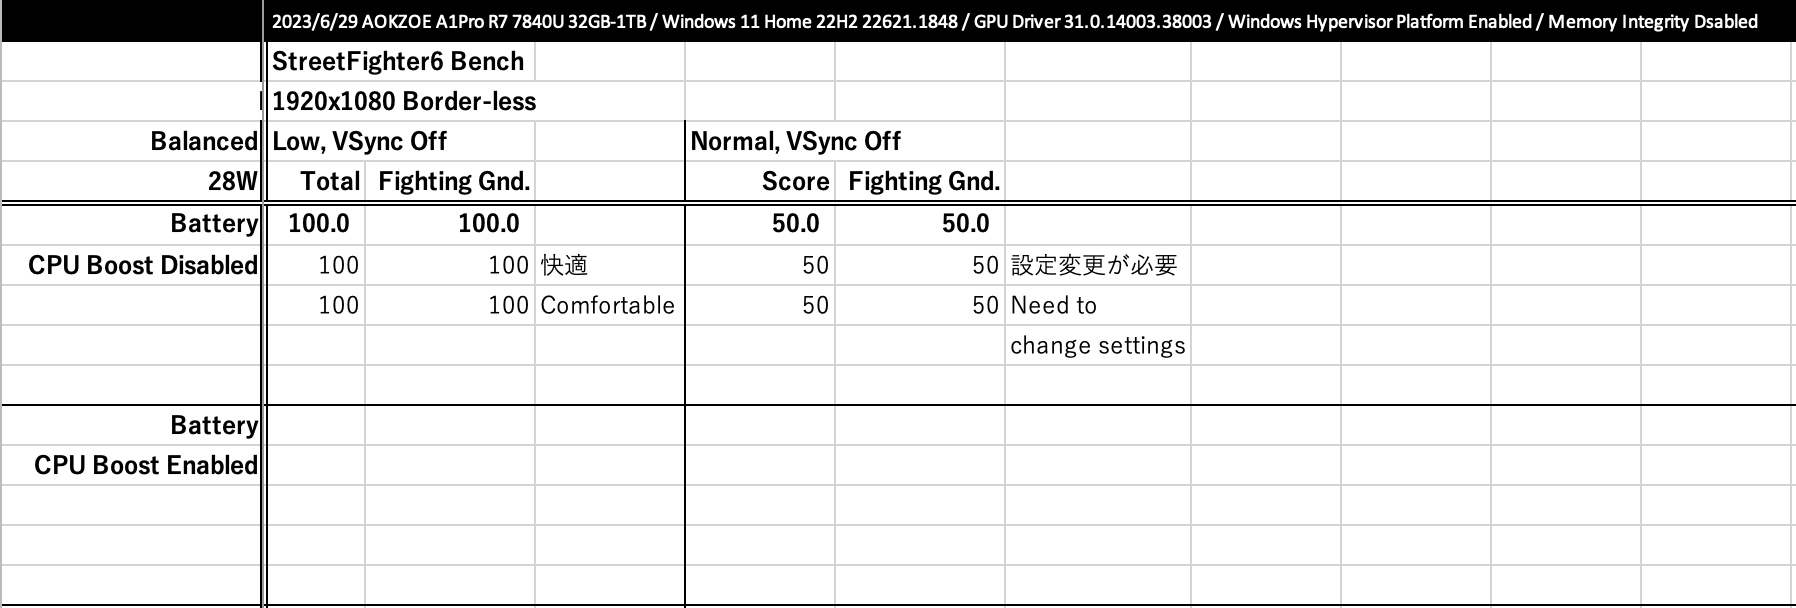 2023/6/29 AOKZOE A1Pro R7 7840U 32GB-1TB / Windows 11 Home 22H2 22621.1848 / GPU Driver 31.0.14003.38003 / Windows Hypervisor Platform Enabled / Memory Integrity Dsabled
StreetFighter6 Bench
1920x1080 Border-less
Balanced Low, VSync Off Normal, VSync Off
28W Total Fighting Gnd. Score Fighting Gnd.
Battery 100.0 100.0 50.0 50.0
CPU Boost Disabled 100 100 快適 50 50 設定変更が必要
100 100 Comfortable 50 50 Need to
change settings
Battery
CPU Boost Enabled